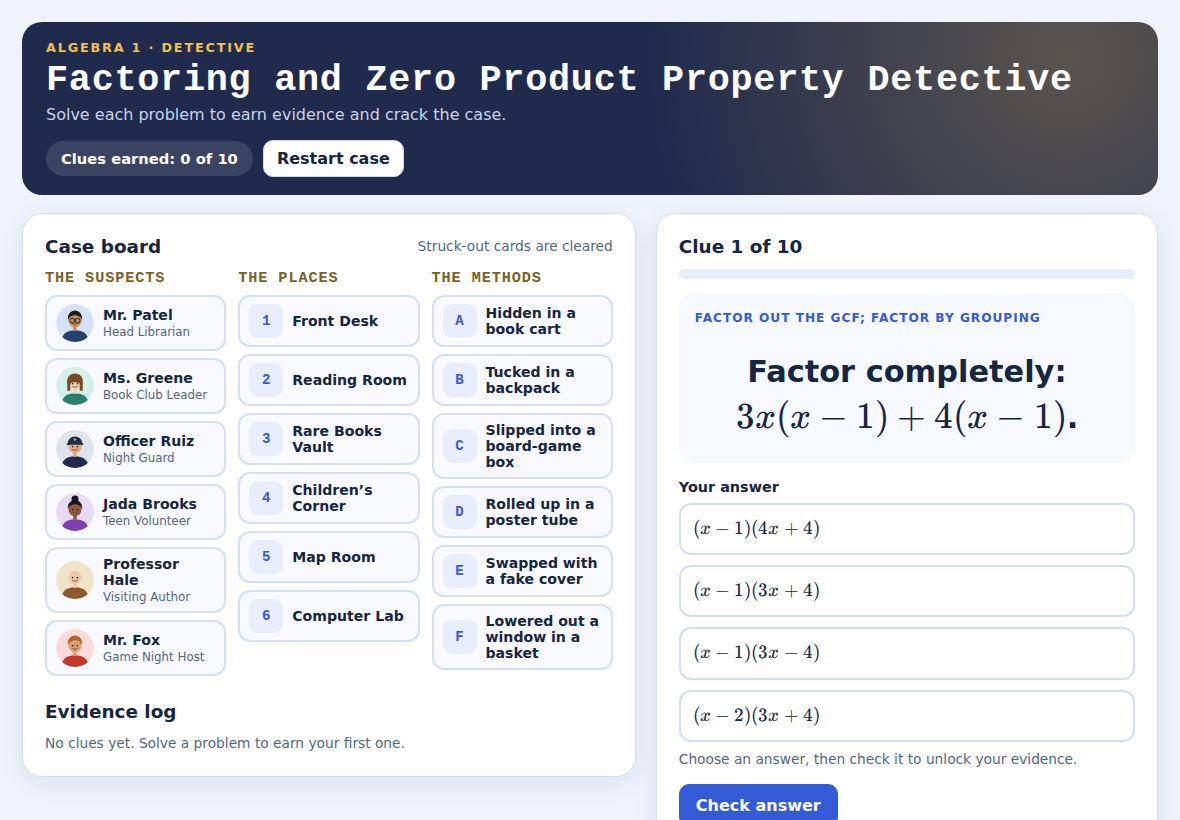 ALGEBRA 1 · DETECTIVE
Factoring and Zero Product Property Detective
Solve each problem to earn evidence and crack the case.
Clues earned: 0 of 10
Restart case
Case board
Struck-out cards are cleared
THE SUSPECTS
Mr. Patel
Head Librarian
Ms. Greene
Book Club Leader
Officer Ruiz
Night Guard
Jada Brooks
Teen Volunteer
Professor
Hale
Visiting Author
Mr. Fox
Game Night Host
THE PLACES
1 Front Desk
2 Reading Room
3 Rare Books
Vault
4 Children’s
Corner
5 Map Room
6 Computer Lab
THE METHODS
A Hidden in a
book cart
B Tucked in a
backpack
C Slipped into a
board-game
box
D Rolled up in a
poster tube
E Swapped with
a fake cover
F Lowered out a
window in a
basket
Evidence log
No clues yet. Solve a problem to earn your first one.
Clue 1 of 10
FACTOR OUT THE GCF; FACTOR BY GROUPING
Factor completely:
3x(x − 1) + 4(x − 1).
Your answer
(x − 1)(4x + 4)
(x − 1)(3x + 4)
(x − 1)(3x − 4)
(x − 2)(3x + 4)
Choose an answer, then check it to unlock your evidence.
Check answer